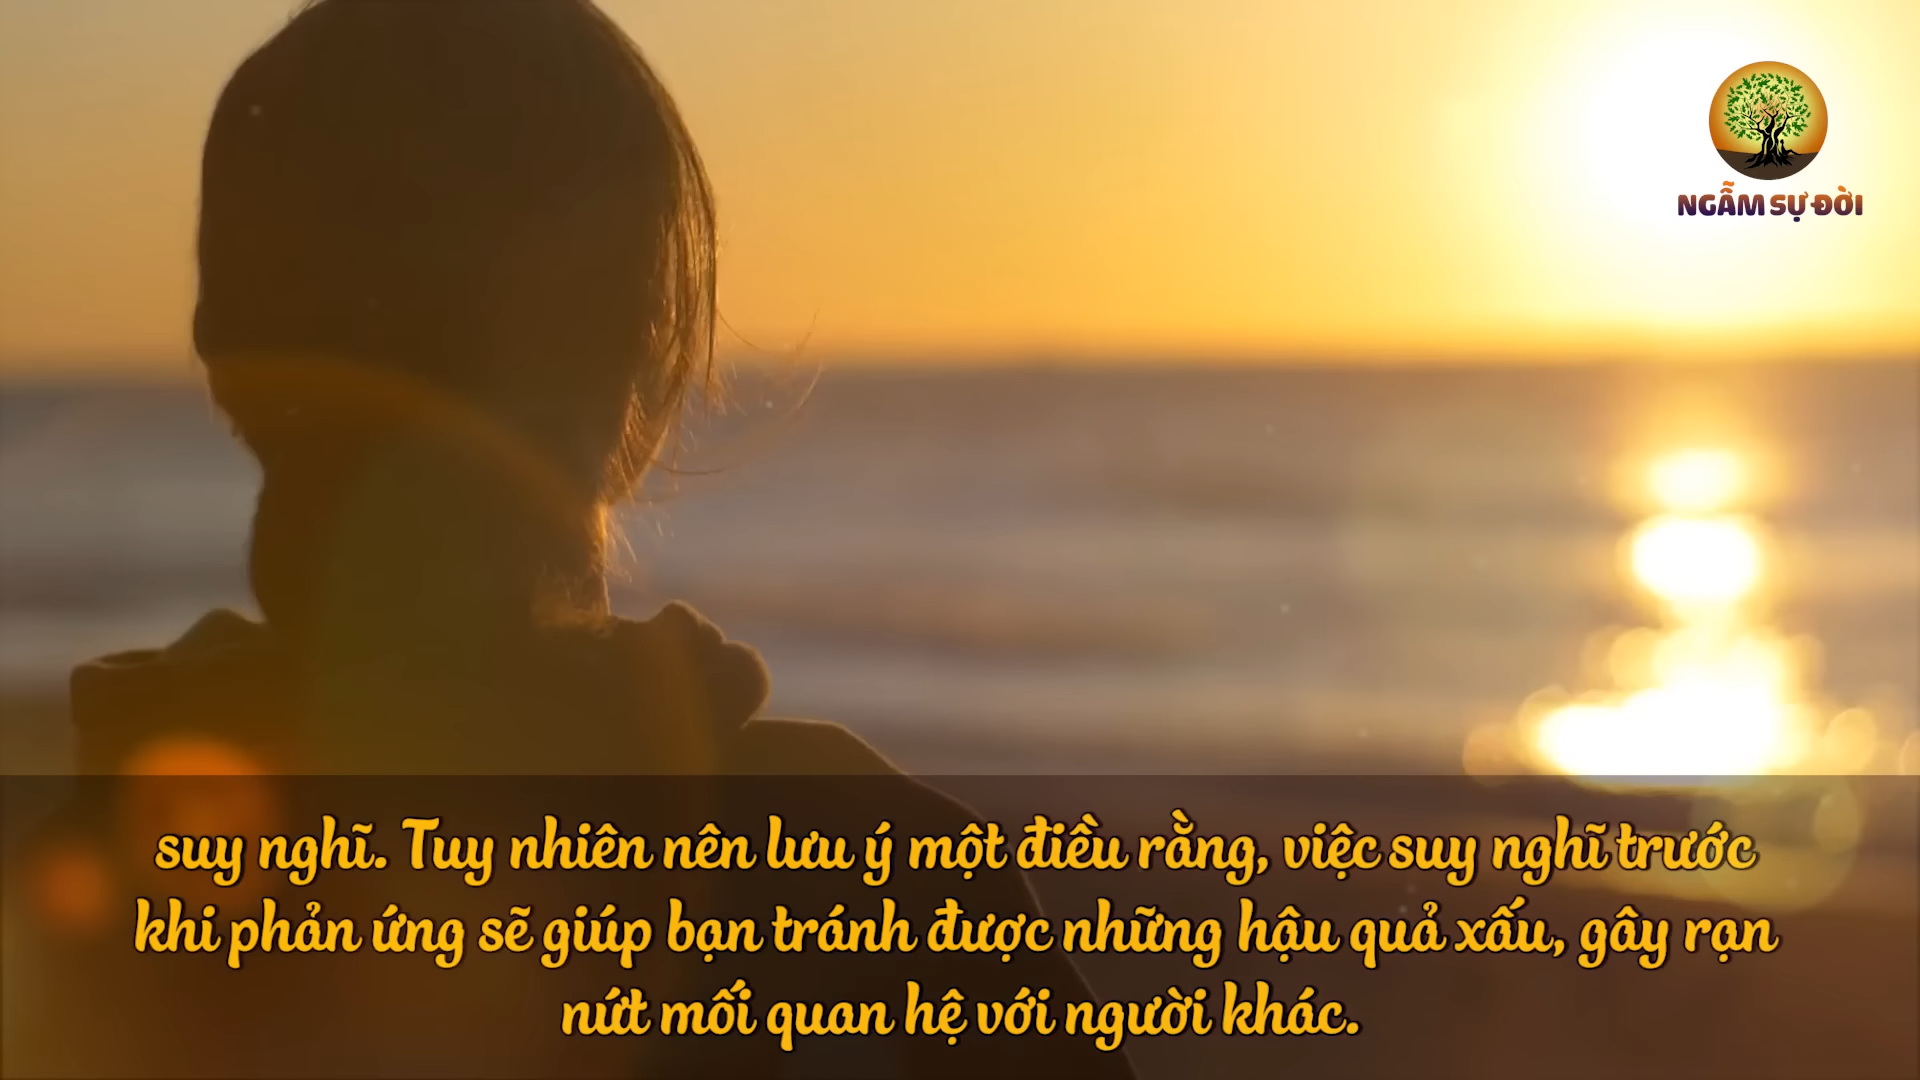 NGẪM SỰ ĐỜI
suy nghĩ. Tuy nhiên nên lưu ý một điều rằng, việc suy nghĩ trước
khi phản ứng sẽ giúp bạn tránh được những hậu quả xấu, gây rạn
nứt mối quan hệ với người khác.